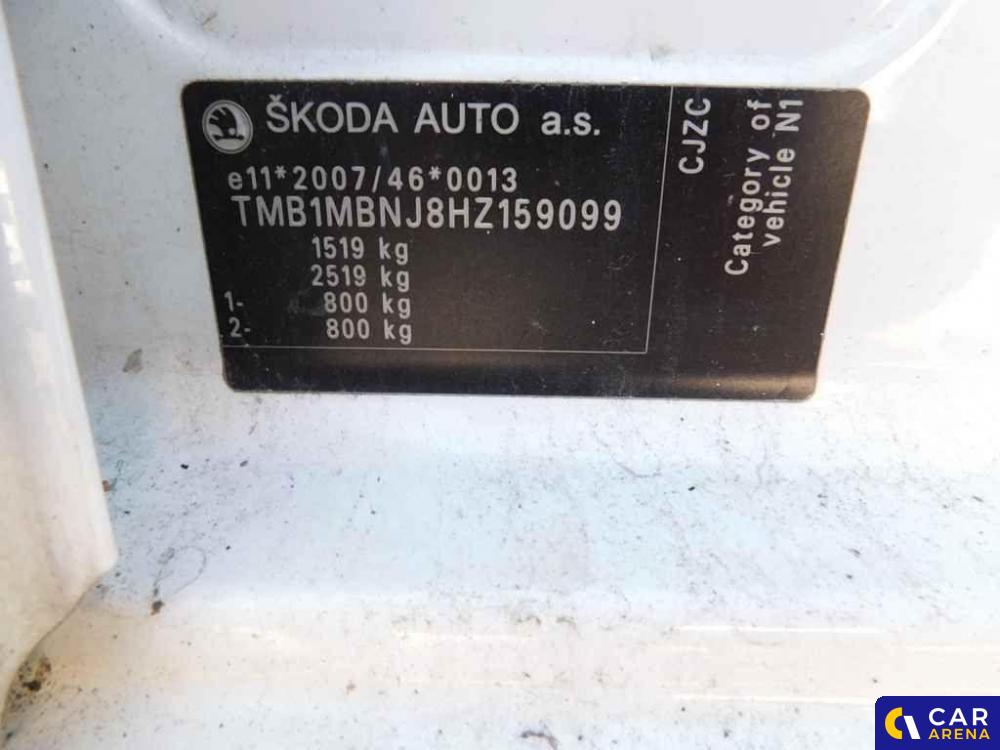 ŠKODA AUTO a.s.
e11*2007/46*0013
TMB1MBNJ8HZ159099
1519 kg
2519 kg
1- 800 kg
2- 800 kg
CJZC
Category of
vehicle N1
CAR
ARENA